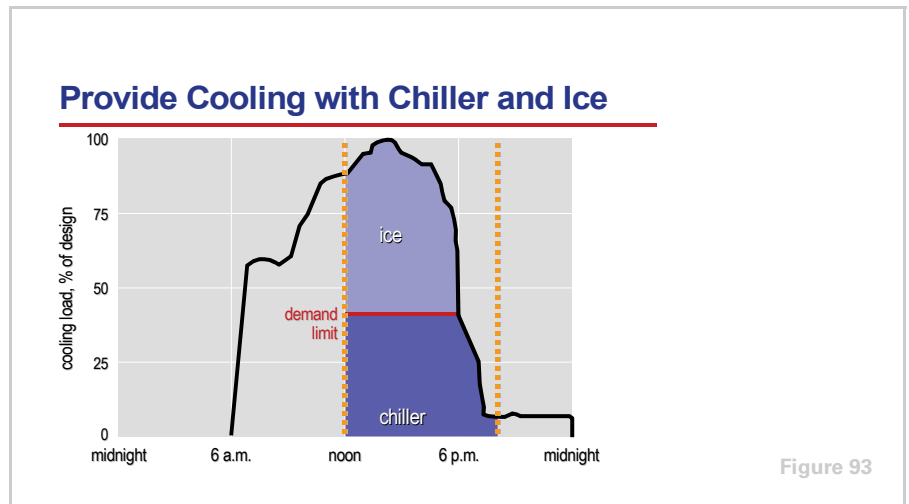 Provide Cooling with Chiller and Ice
100
75
50
25
0
cooling load, % of design
ice
demand
limit
chiller
midnight
6 a.m.
noon
6 p.m.
midnight
Figure 93